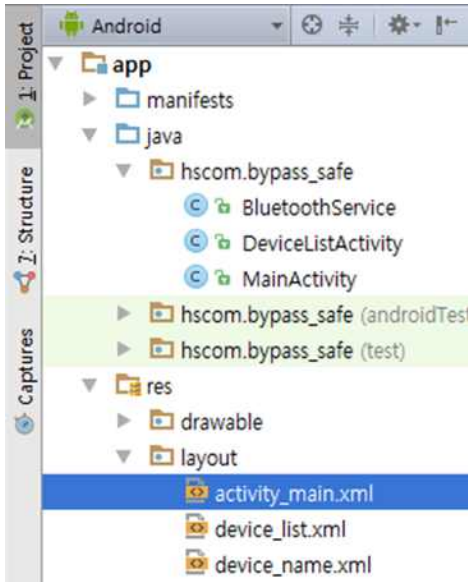 1: Project
7: Structure
Captures
Android
app
manifests
java
hscom.bypass_safe
C BluetoothService
C DeviceListActivity
C MainActivity
hscom.bypass_safe (androidTest
hscom.bypass_safe (test)
res
drawable
layout
activity_main.xml
device_list.xml
device_name.xml